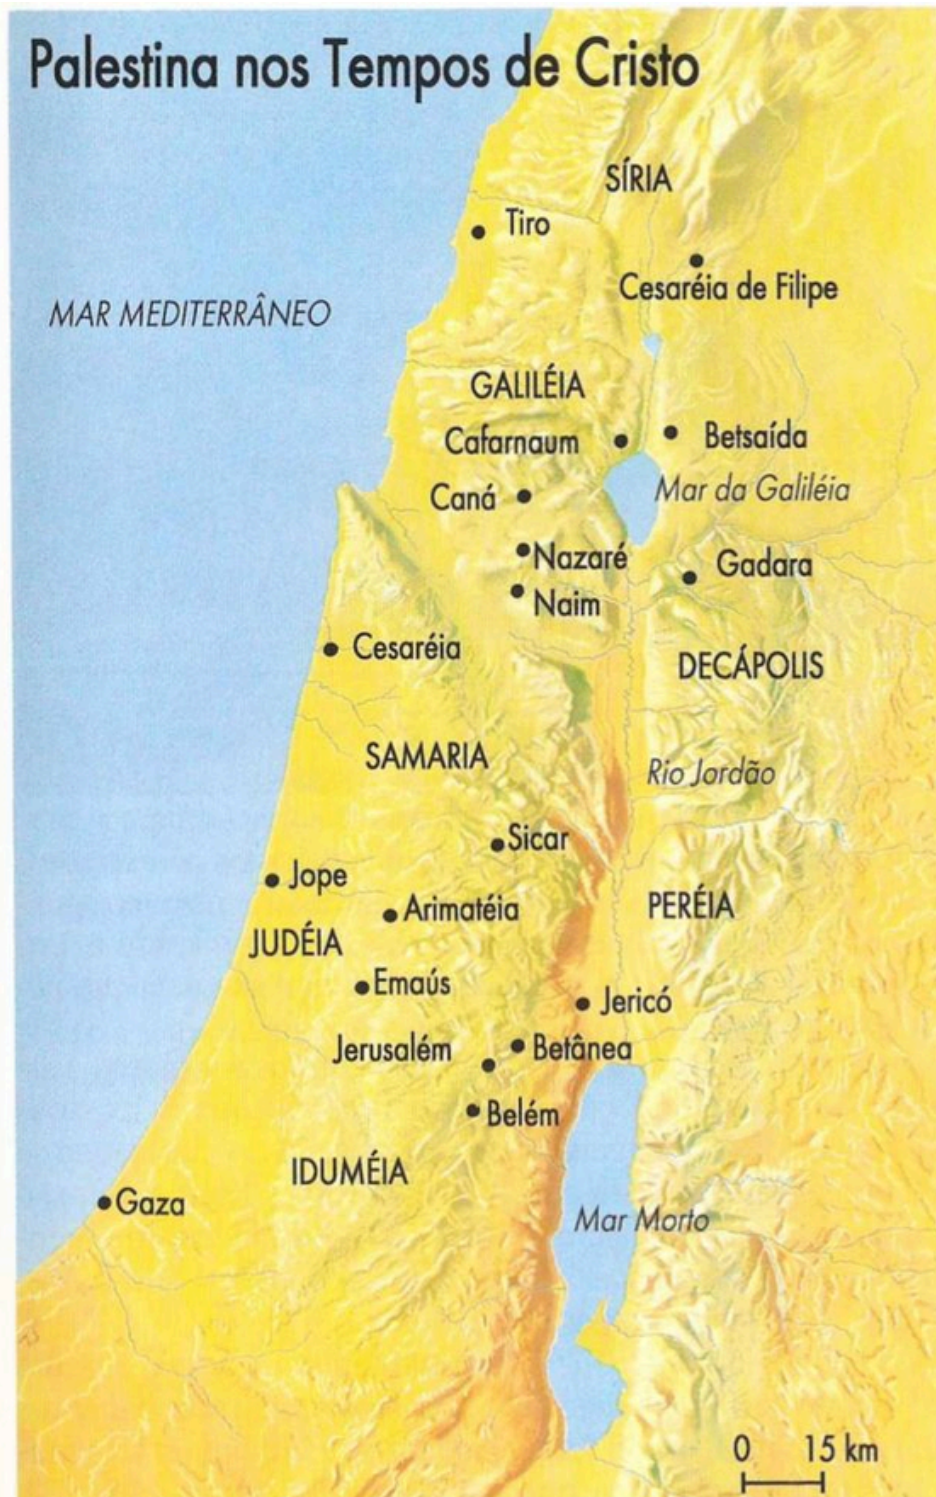 Palestina nos Tempos de Cristo
SÍRIA
Tiro
Cesaréia de Filipe
MAR MEDITERRÂNEO
GALILÉIA
Cafarnaum
Betsaída
Caná
Mar da Galiléia
Nazaré
Gadara
Naim
Cesaréia
DECÁPOLIS
SAMARIA
Rio Jordão
Sicar
Jope
Arimatéia
PERÉIA
JUDÉIA
Emaús
Jericó
Jerusalém
Betânea
Belém
IDUMÉIA
Gaza
Mar Morto
0 15 km